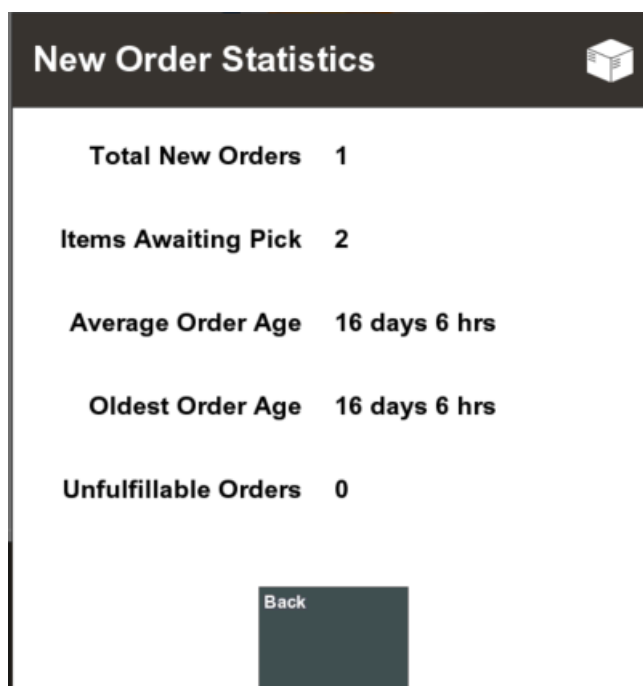 New Order Statistics
Total New Orders 1
Items Awaiting Pick 2
Average Order Age 16 days 6 hrs
Oldest Order Age 16 days 6 hrs
Unfulfillable Orders 0
Back